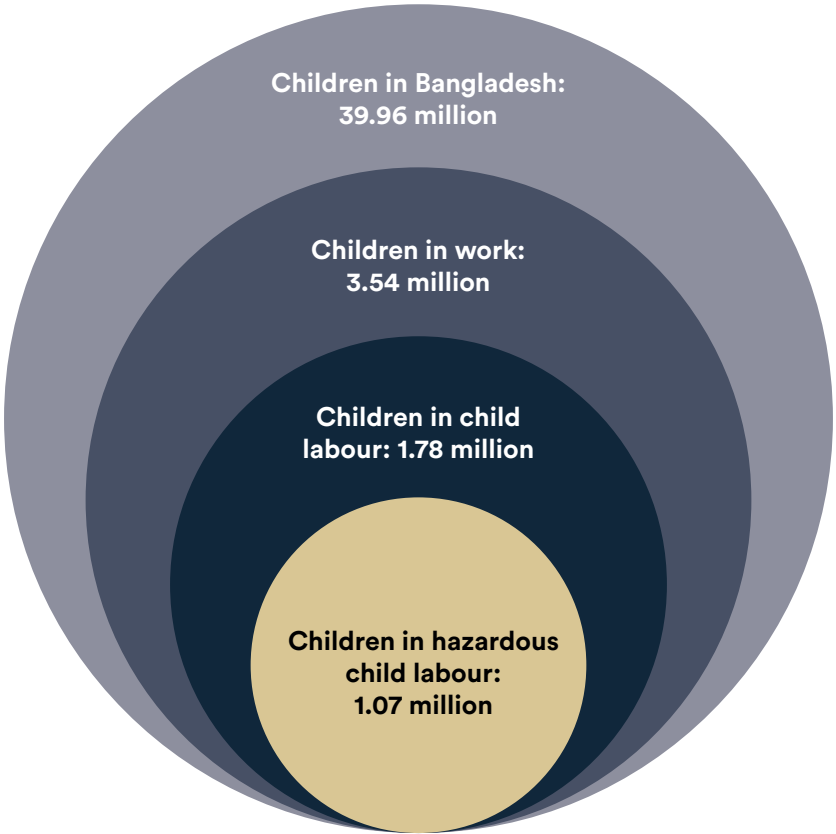 Children in Bangladesh:
39.96 million
Children in work:
3.54 million
Children in child
labour: 1.78 million
Children in hazardous
child labour:
1.07 million